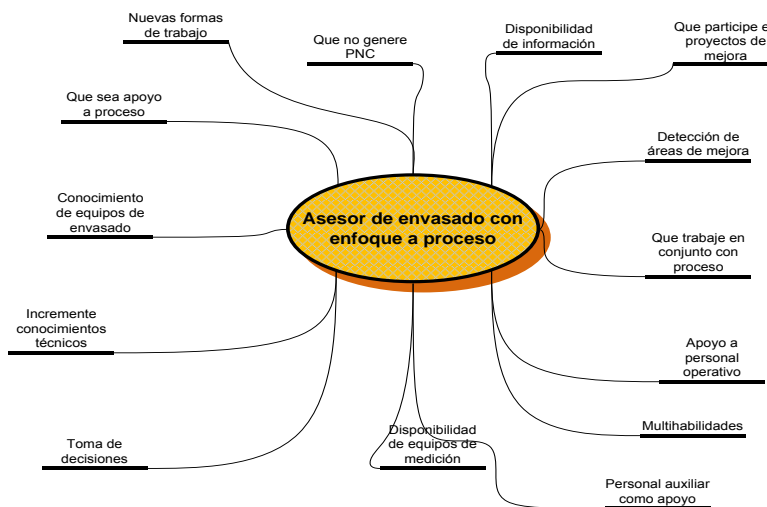 Nuevas formas
de trabajo
Que no genere
PNC
Disponibilidad
de información
Que participe e
proyectos de
mejora
Que sea apoyo
a proceso
Detección de
áreas de mejora
Conocimiento
de equipos de
envasado
Asesor de envasado con
enfoque a proceso
Que trabaje en
conjunto con
proceso
Incremente
conocimientos
técnicos
Apoyo a
personal
operativo
Toma de
decisiones
Disponibilidad
de equipos de
medición
Multihabilidades
Personal auxiliar
como apoyo